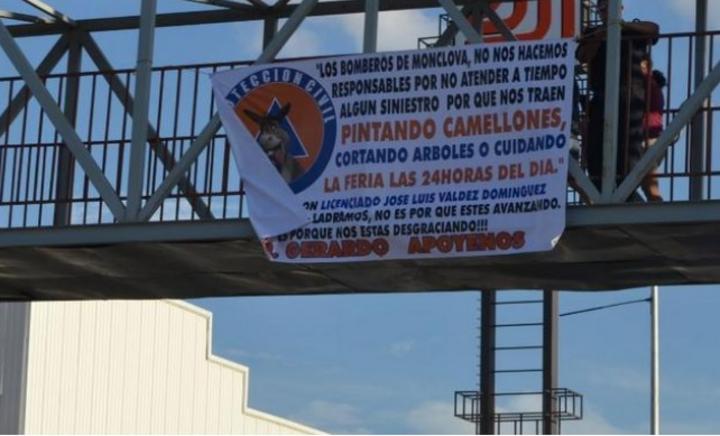 PROTECCION CIVIL
"LOS BOMBEROS DE MONCLOVA, NO NOS HACEMOS
RESPONSABLES POR NO ATENDER A TIEMPO
ALGUN SINIESTRO POR QUE NOS TRAEN
PINTANDO CAMELLONES,
CORTANDO ARBOLES O CUIDANDO
LA FERIA LAS 24HORAS DEL DIA."
LICENCIADO JOSE LUIS VALDEZ DOMINGUEZ
LADRAMOS, NO ES POR QUE ESTES AVANZANDO.
PORQUE NOS ESTAS DESGRACIANDO!!!
GERARDO APOYENOS